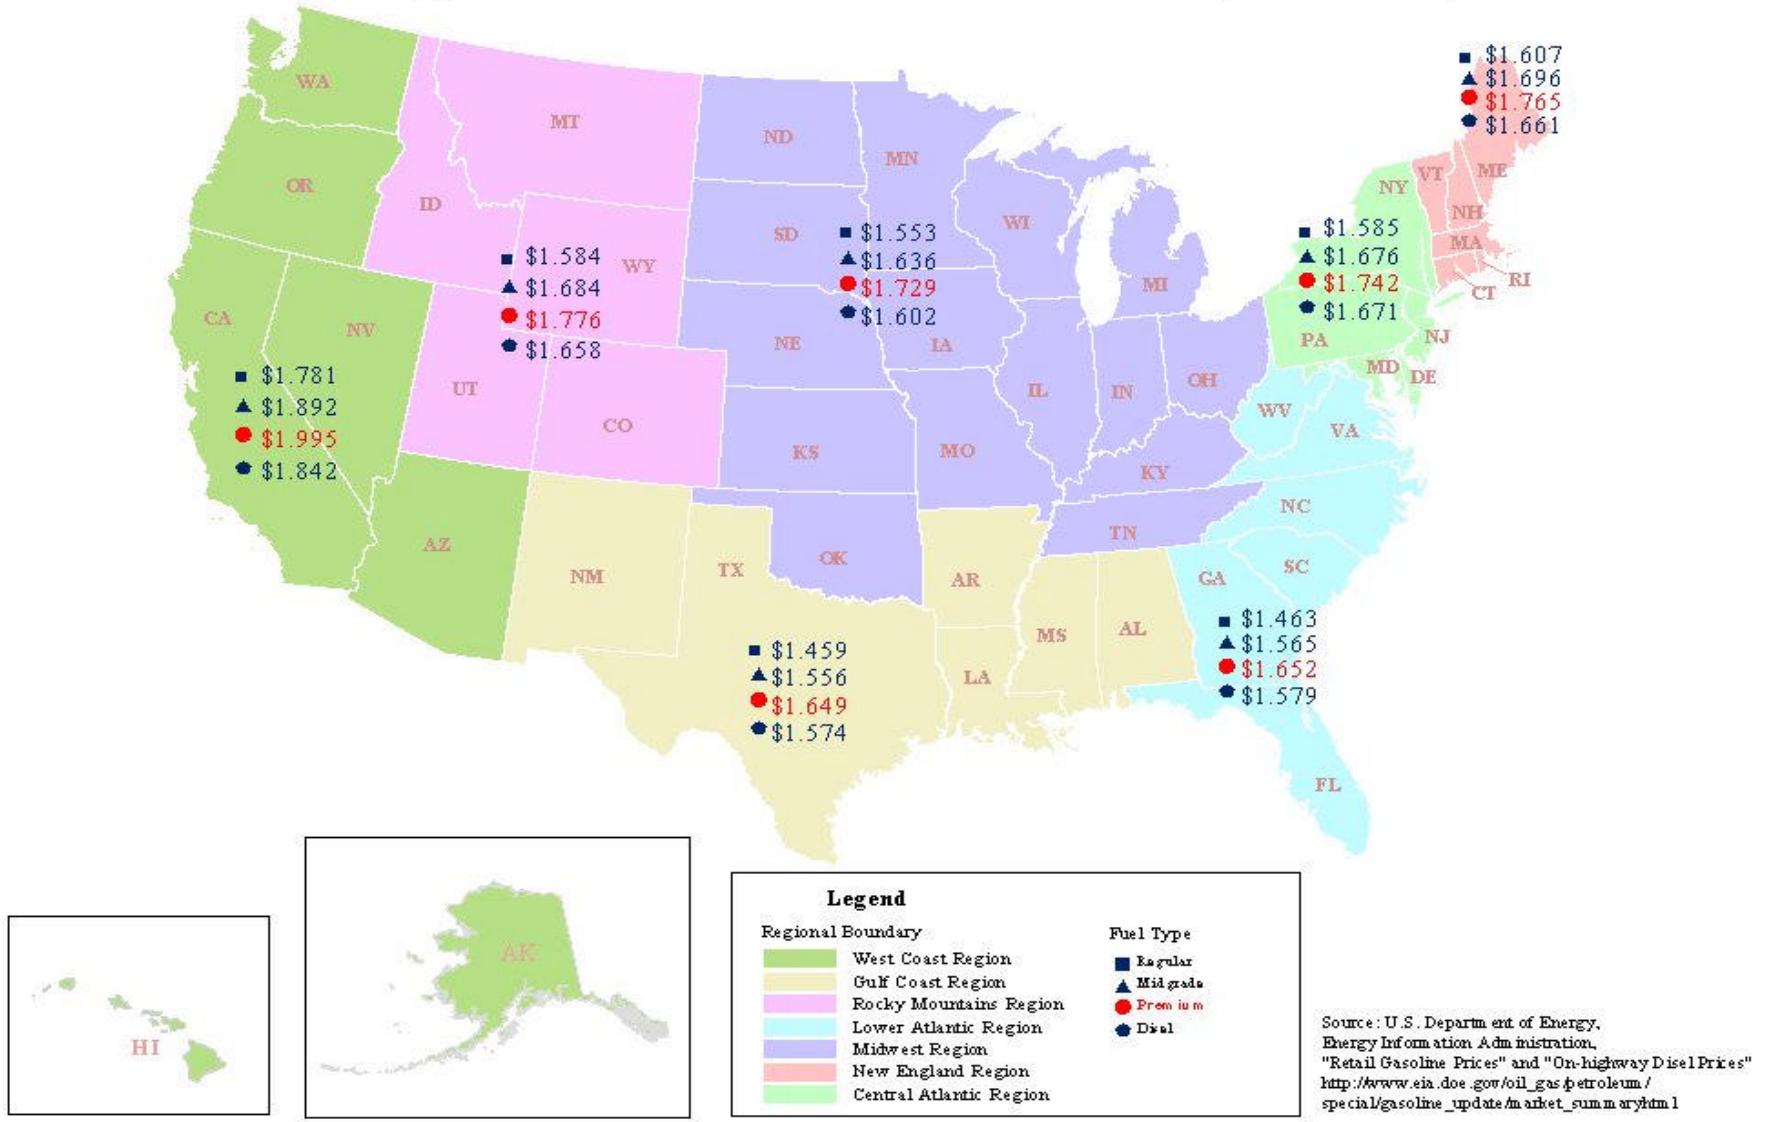 WA
OR
CA
NV
AZ
ID
MT
WY
UT
CO
NM
TX
ND
SD
NE
KS
OK
MN
IA
MO
AR
LA
WI
IL
MI
IN
OH
KY
TN
MS
AL
GA
FL
SC
NC
VA
WV
PA
NY
VT
ME
NH
MA
RI
CT
NJ
MD
DE
$1.607
$1.696
$1.765
$1.661
$1.585
$1.676
$1.742
$1.671
$1.553
$1.636
$1.729
$1.602
$1.584
$1.684
$1.776
$1.658
$1.781
$1.892
$1.995
$1.842
$1.459
$1.556
$1.649
$1.574
$1.463
$1.565
$1.652
$1.579
HI
AK
Legend
Regional Boundary
West Coast Region
Gulf Coast Region
Rocky Mountains Region
Lower Atlantic Region
Midwest Region
New England Region
Central Atlantic Region
Fuel Type
Regular
Midgrade
Premium
Disel
Source: U.S. Department of Energy,
Energy Information Administration,
"Retail Gasoline Prices" and "On-highway Disel Prices"
http://www.eia.doe.gov/oil_gas/petroleum/
special/gasoline_update/market_summaryhtml